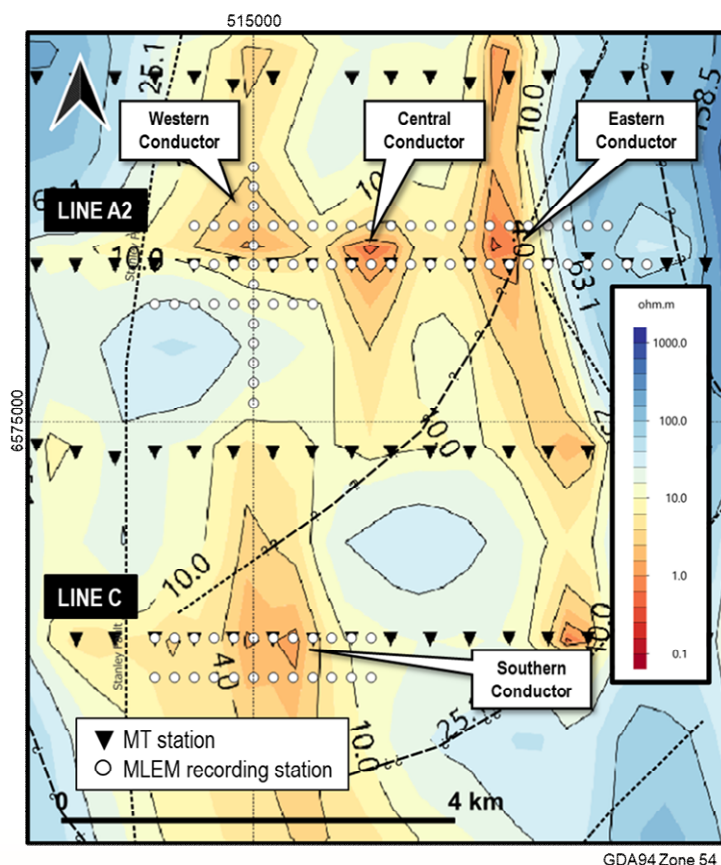 515000
25.1
10.0
158.5
Western
Conductor
Central
Conductor
Eastern
Conductor
LINE A2
10.0
63.1
ohm.m
1000.0
100.0
10.0
1.0
0.1
6575000
10.0
10.0
LINE C
Stanley Fault
4.0
Southern
Conductor
25.
10.0
MT station
MLEM recording station
0
4 km
GDA94 Zone 54